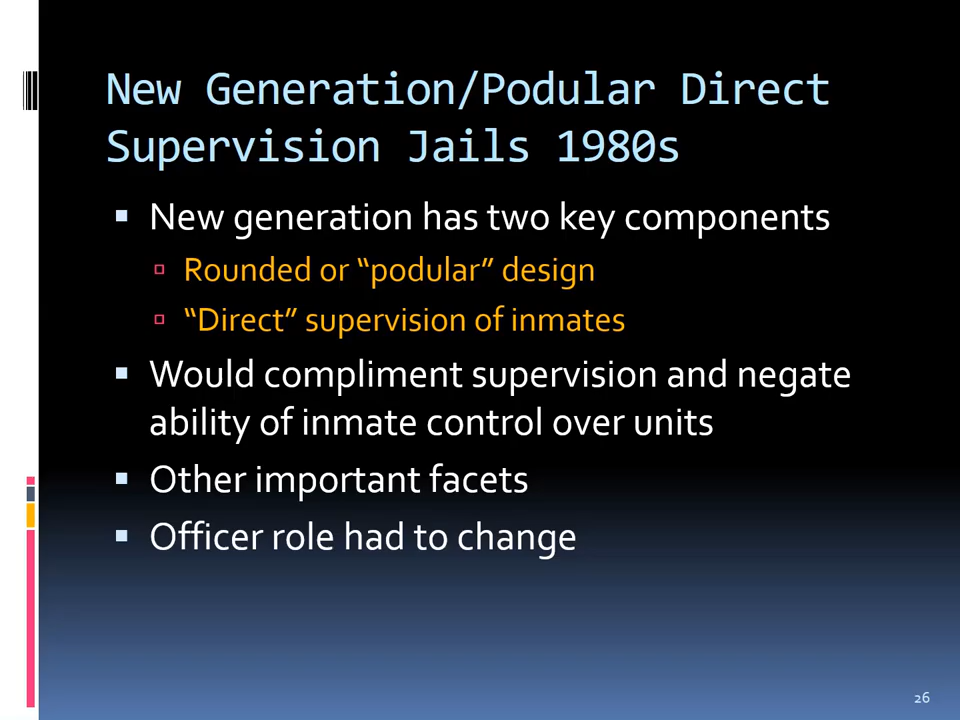 New Generation/Podular Direct
Supervision Jails 1980s
New generation has two key components
Rounded or “podular” design
“Direct” supervision of inmates
Would compliment supervision and negate
ability of inmate control over units
Other important facets
Officer role had to change
26